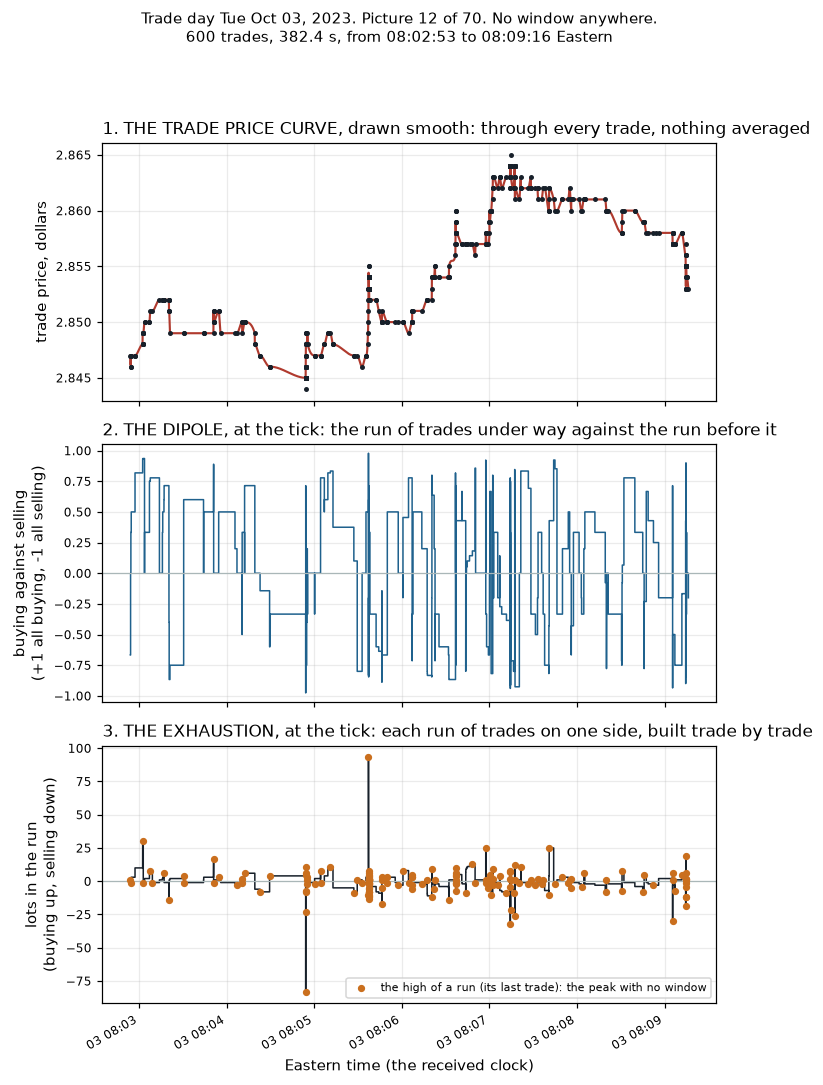 Trade day Tue Oct 03, 2023. Picture 12 of 70. No window anywhere.
600 trades, 382.4 s, from 08:02:53 to 08:09:16 Eastern
1. THE TRADE PRICE CURVE, drawn smooth: through every trade, nothing averaged
trade price, dollars
2.865
2.860
2.855
2.850
2.845
2. THE DIPOLE, at the tick: the run of trades under way against the run before it
buying against selling
(+1 all buying, -1 all selling)
1.00
0.75
0.50
0.25
0.00
−0.25
−0.50
−0.75
−1.00
3. THE EXHAUSTION, at the tick: each run of trades on one side, built trade by trade
lots in the run
(buying up, selling down)
100
75
50
25
0
−25
−50
−75
the high of a run (its last trade): the peak with no window
03 08:03
03 08:04
03 08:05
03 08:06
03 08:07
03 08:08
03 08:09
Eastern time (the received clock)